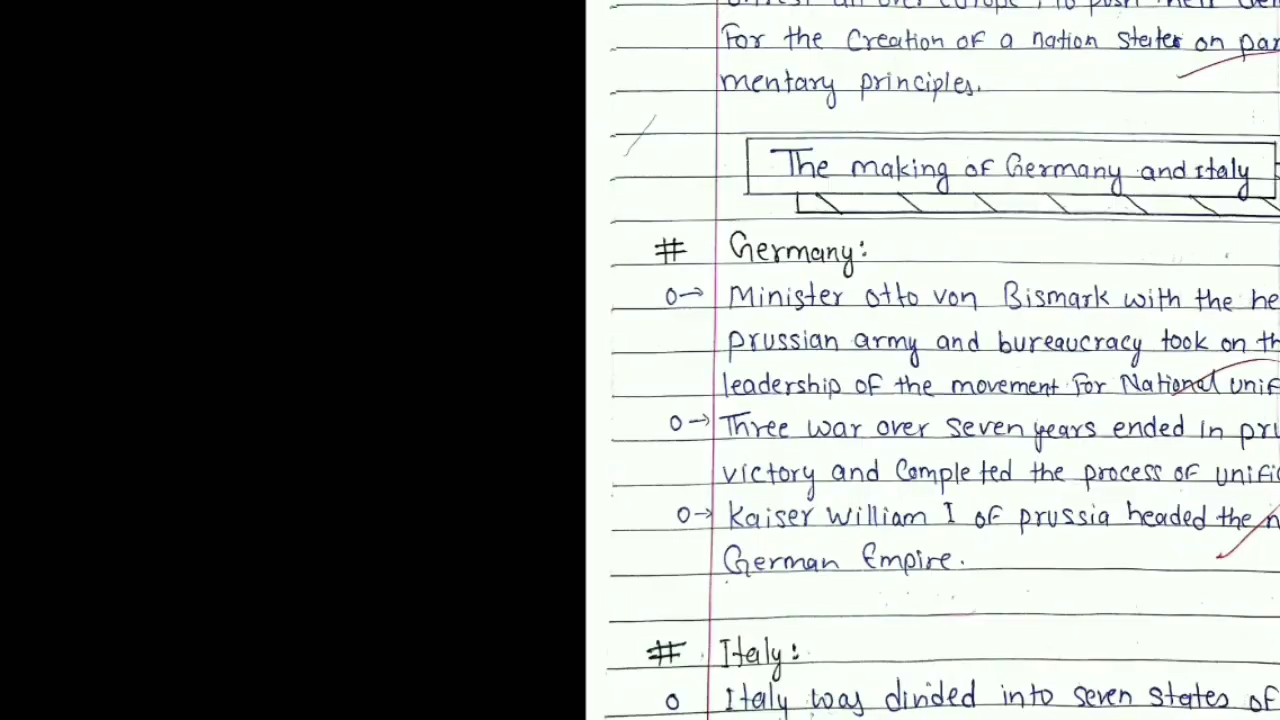 For the creation of a nation states on par
mentary principles.
The making of Germany and Italy
# Germany:
Minister otto von Bismark with the he
prussian army and bureaucracy took on th
leadership of the movement for National unif
Three war over seven years ended in pru
victory and completed the process of unific
Kaiser William I of prussia headed the n
German Empire.
# Italy:
Italy was divided into seven states of